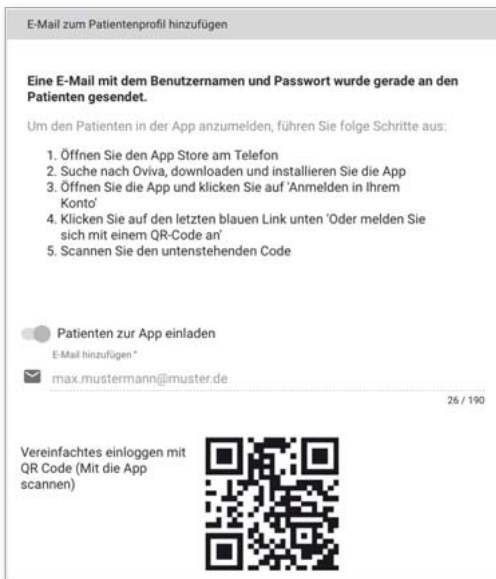 E-Mail zum Patientenprofil hinzufügen
Eine E-Mail mit dem Benutzernamen und Passwort wurde gerade an den
Patienten gesendet.
Um den Patienten in der App anzumelden, führen Sie folge Schritte aus:
1. Öffnen Sie den App Store am Telefon
2. Suche nach Oviva, downloaden und installieren Sie die App
3. Öffnen Sie die App und klicken Sie auf 'Anmelden in Ihrem
Konto'
4. Klicken Sie auf den letzten blauen Link unten 'Oder melden Sie
sich mit einem QR-Code an'
5. Scannen Sie den untenstehenden Code
Patienten zur App einladen
E-Mail hinzufügen *
max.mustermann@muster.de
26 / 190
Vereinfachtes einloggen mit
QR Code (Mit die App
scannen)